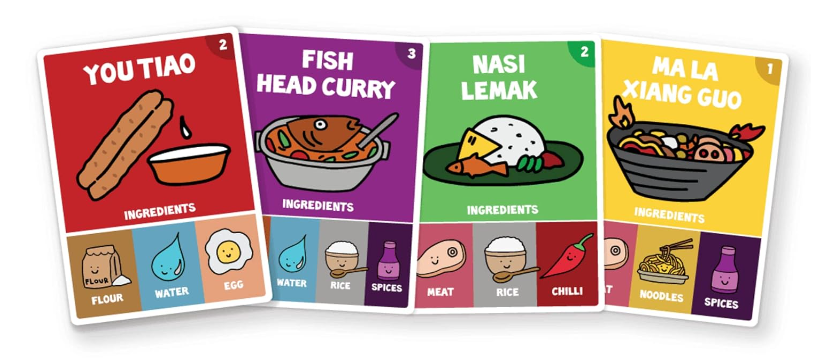 YOU TIAO
2
INGREDIENTS
FLOUR
FLOUR
WATER
EGG
FISH
HEAD CURRY
3
INGREDIENTS
WATER
RICE
SPICES
NASI
LEMAK
2
INGREDIENTS
MEAT
RICE
CHILLI
MA LA
XIANG GUO
1
INGREDIENTS
AT
NOODLES
SPICES